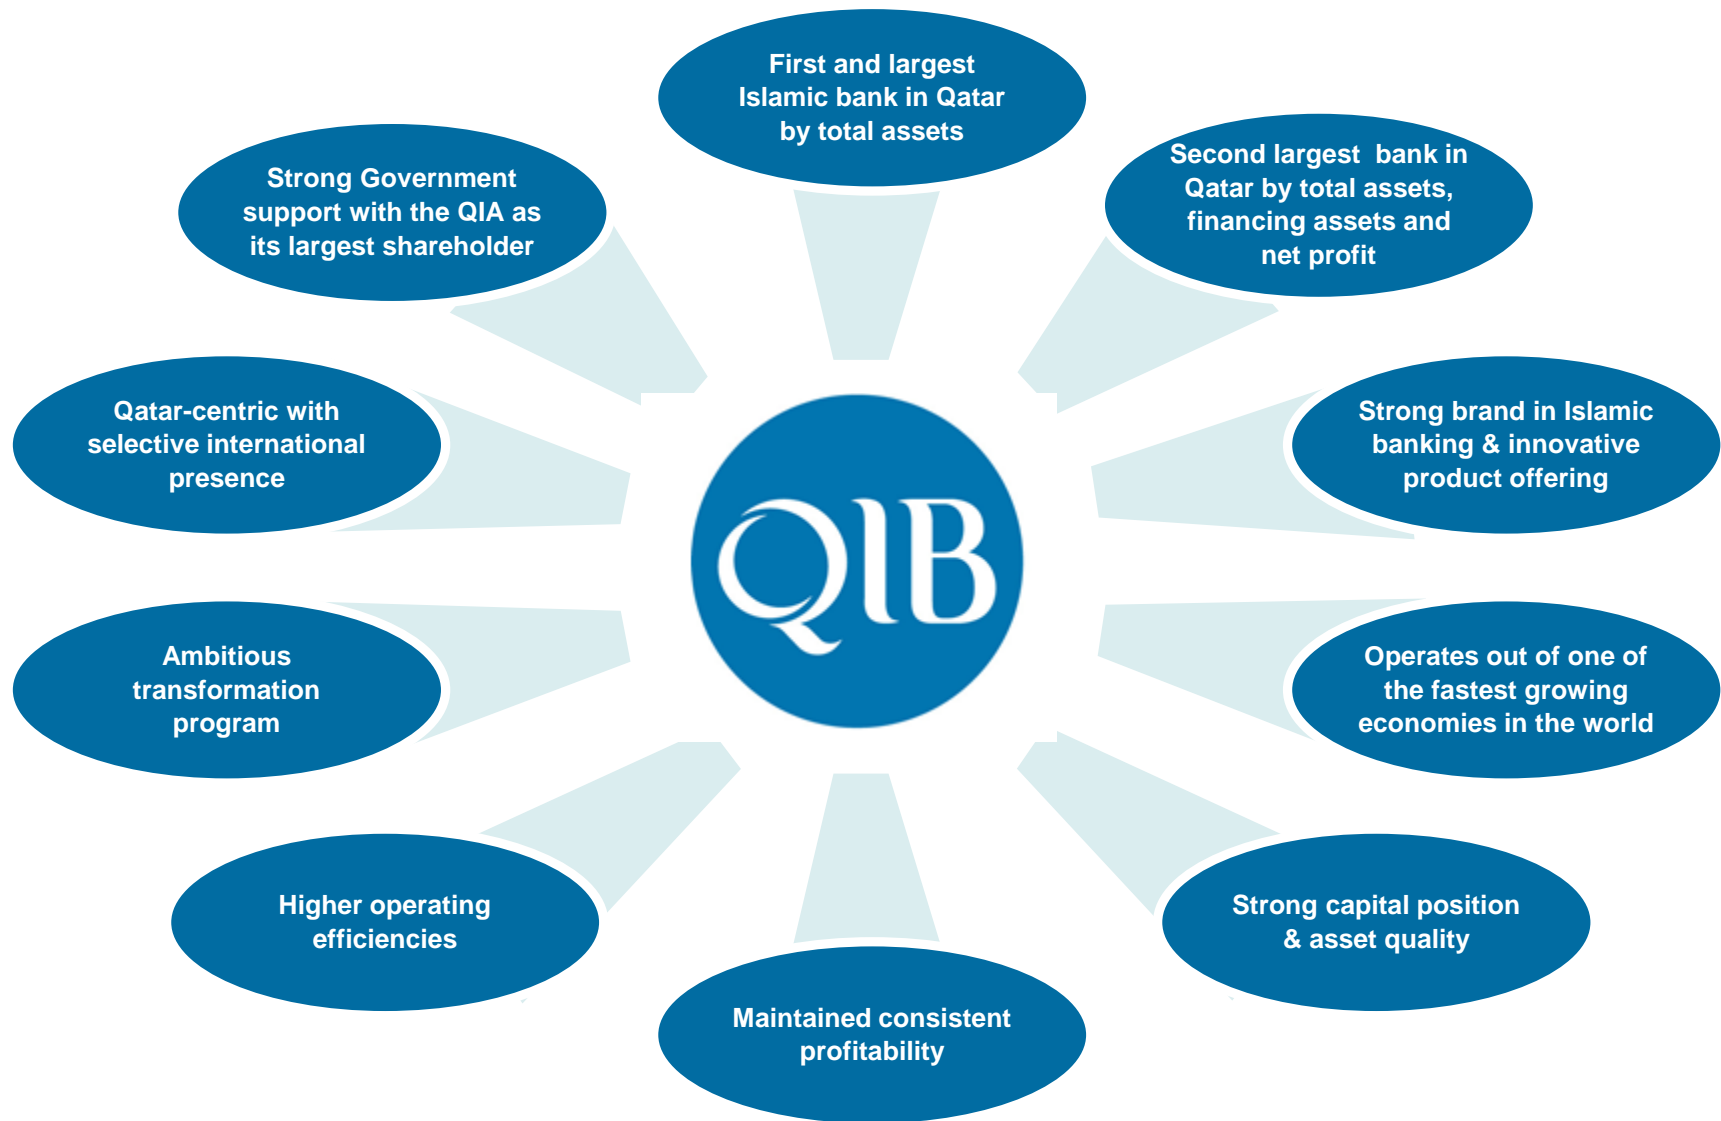 First and largest
Islamic bank in Qatar
by total assets
Second largest  bank in
Qatar by total assets,
financing assets and
net profit
Strong brand in Islamic
banking & innovative
product offering
Operates out of one of
the fastest growing
economies in the world
Strong capital position
& asset quality
Maintained consistent
profitability
Higher operating
efficiencies
Ambitious
transformation
program
Qatar-centric with
selective international
presence
Strong Government
support with the QIA as
its largest shareholder
QIB